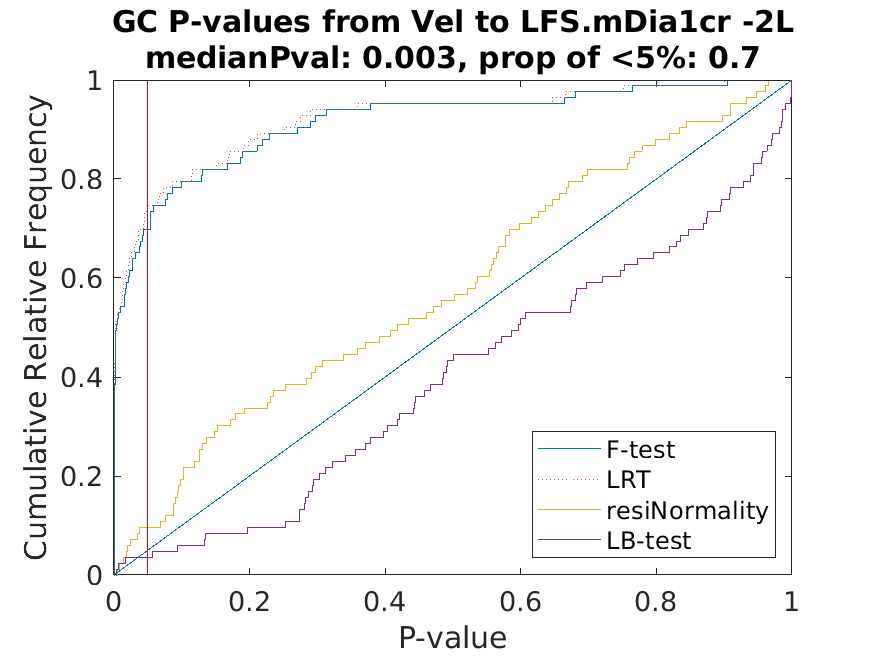 GC P-values from Vel to LFS.mDia1cr -2L
medianPval: 0.003, prop of <5%: 0.7
1
0.8
0.6
0.4
0.2
0
Cumulative Relative Frequency
F-test
LRT
resiNormality
LB-test
0 0.2 0.4 0.6 0.8 1
P-value